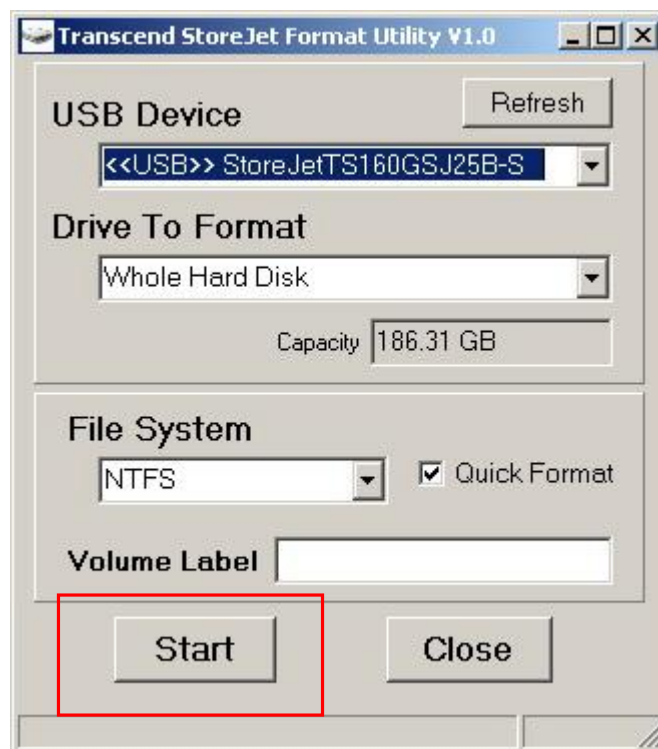 Transcend StoreJet Format Utility V1.0
USB Device
Refresh
<<USB>> StoreJetTS160GSJ25B-S
Drive To Format
Whole Hard Disk
Capacity 186.31 GB
File System
NTFS
Quick Format
Volume Label
Start Close